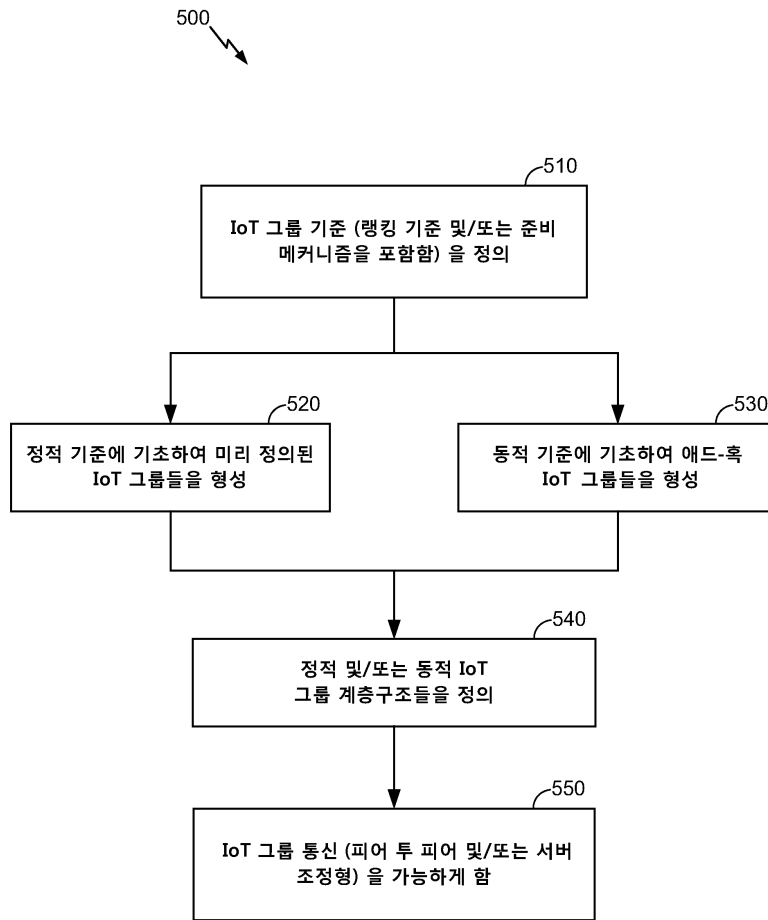 500
510
IoT 그룹 기준 (랭킹 기준 및/또는 준비
메커니즘을 포함함) 을 정의
520
정적 기준에 기초하여 미리 정의된
IoT 그룹들을 형성
530
동적 기준에 기초하여 애드-혹
IoT 그룹들을 형성
540
정적 및/또는 동적 IoT
그룹 계층구조들을 정의
550
IoT 그룹 통신 (피어 투 피어 및/또는 서버
조정형) 을 가능하게 함